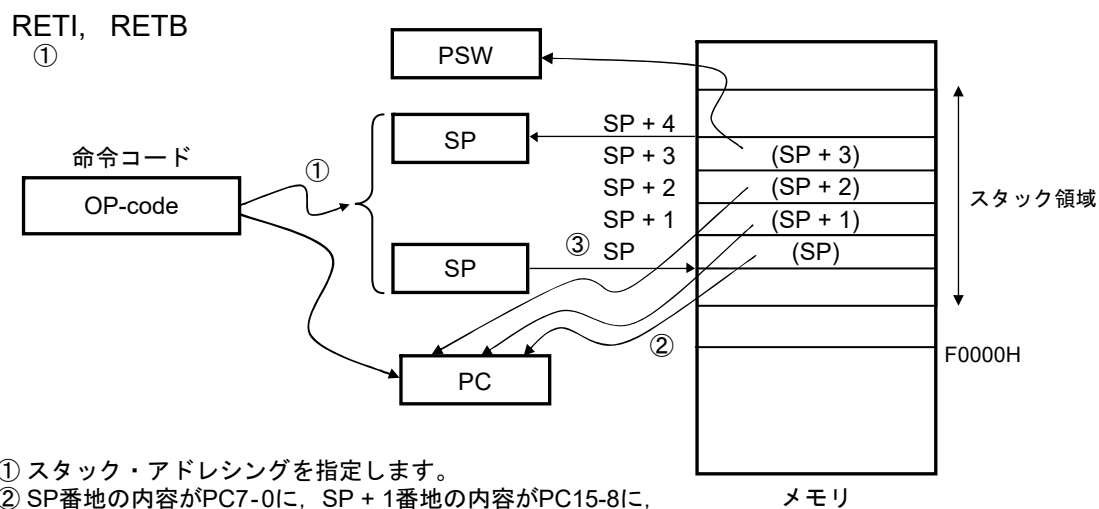 RETI, RETB
①
PSW
SP
SP + 4
SP + 3
(SP + 3)
命令コード
①
OP-code
SP + 2
(SP + 2)
スタック領域
SP + 1
(SP + 1)
③
SP
SP
(SP)
②
F0000H
PC
① スタック・アドレシングを指定します。
② SP番地の内容がPC7-0に，SP + 1番地の内容がPC15-8に，
メモリ